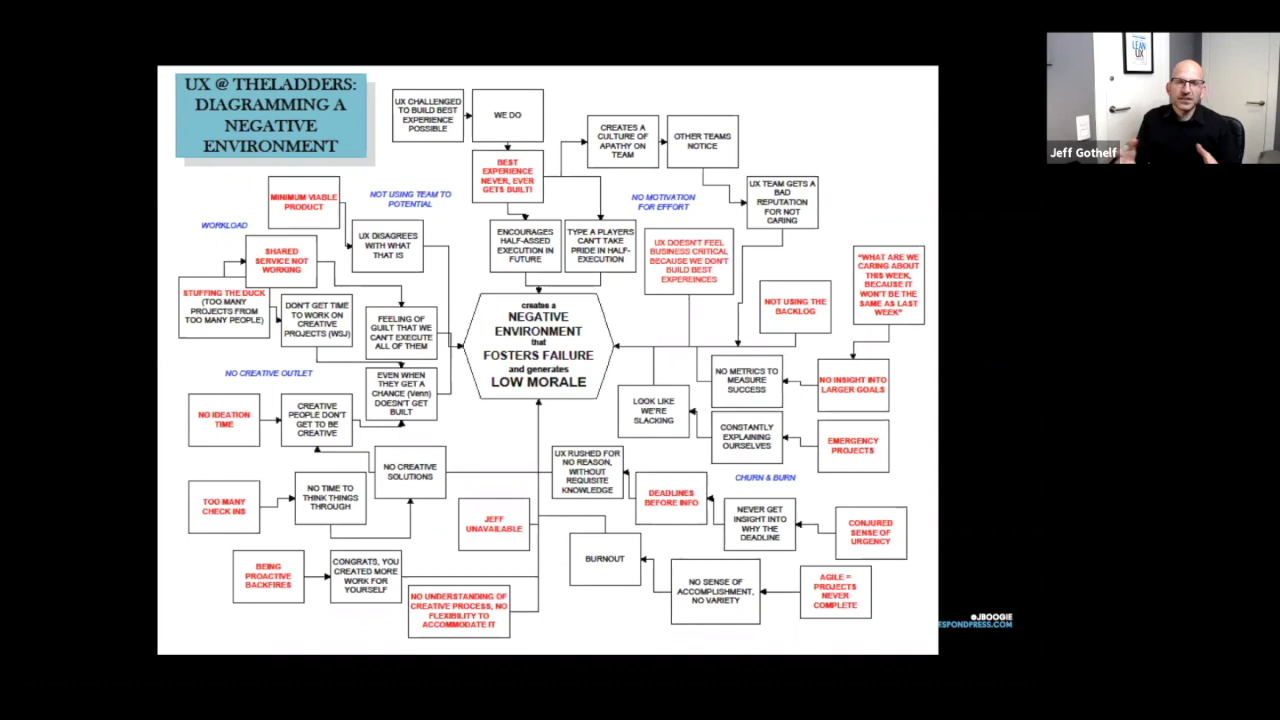 UX @ THELADDERS:
DIAGRAMMING A
NEGATIVE
ENVIRONMENT
UX CHALLENGED
TO BUILD BEST
EXPERIENCE
POSSIBLE
WE DO
BEST
EXPERIENCE
NEVER, EVER
GETS BUILT!
CREATES A
CULTURE OF
APATHY ON
TEAM
OTHER TEAMS
NOTICE
UX TEAM GETS A
BAD
REPUTATION
FOR NOT
CARING
MINIMUM VIABLE
PRODUCT
NOT USING TEAM TO
POTENTIAL
NO MOTIVATION
FOR EFFORT
WORKLOAD
UX DISAGREES
WITH WHAT
THAT IS
ENCOURAGES
HALF-ASSED
EXECUTION IN
FUTURE
TYPE A PLAYERS
CAN'T TAKE
PRIDE IN HALF-
EXECUTION
UX DOESN'T FEEL
BUSINESS CRITICAL
BECAUSE WE DON'T
BUILD BEST
EXPEREINCES
"WHAT ARE WE
CARING ABOUT
THIS WEEK,
BECAUSE IT
WON'T BE THE
SAME AS LAST
WEEK"
SHARED
SERVICE NOT
WORKING
STUFFING THE DUCK
(TOO MANY
PROJECTS FROM
TOO MANY PEOPLE)
DON'T GET TIME
TO WORK ON
CREATIVE
PROJECTS (WSJ)
FEELING OF
GUILT THAT WE
CAN'T EXECUTE
ALL OF THEM
creates a
NEGATIVE
ENVIRONMENT
that
FOSTERS FAILURE
and generates
LOW MORALE
NOT USING THE
BACKLOG
NO CREATIVE OUTLET
EVEN WHEN
THEY GET A
CHANCE (Venn)
DOESN'T GET
BUILT
NO METRICS TO
MEASURE
SUCCESS
NO INSIGHT INTO
LARGER GOALS
NO IDEATION
TIME
CREATIVE
PEOPLE DON'T
GET TO BE
CREATIVE
LOOK LIKE
WE'RE
SLACKING
CONSTANTLY
EXPLAINING
OURSELVES
EMERGENCY
PROJECTS
NO CREATIVE
SOLUTIONS
UX RUSHED FOR
NO REASON,
WITHOUT
REQUISITE
KNOWLEDGE
CHURN & BURN
TOO MANY
CHECK INS
NO TIME TO
THINK THINGS
THROUGH
JEFF
UNAVAILABLE
DEADLINES
BEFORE INFO
NEVER GET
INSIGHT INTO
WHY THE
DEADLINE
CONJURED
SENSE OF
URGENCY
BEING
PROACTIVE
BACKFIRES
CONGRATS, YOU
CREATED MORE
WORK FOR
YOURSELF
NO UNDERSTANDING OF
CREATIVE PROCESS, NO
FLEXIBILITY TO
ACCOMMODATE IT
BURNOUT
NO SENSE OF
ACCOMPLISHMENT,
NO VARIETY
AGILE =
PROJECTS
NEVER
COMPLETE
@JBOOGIE
ESPONDPRESS.COM
LEAN
UX
Jeff Gothelf